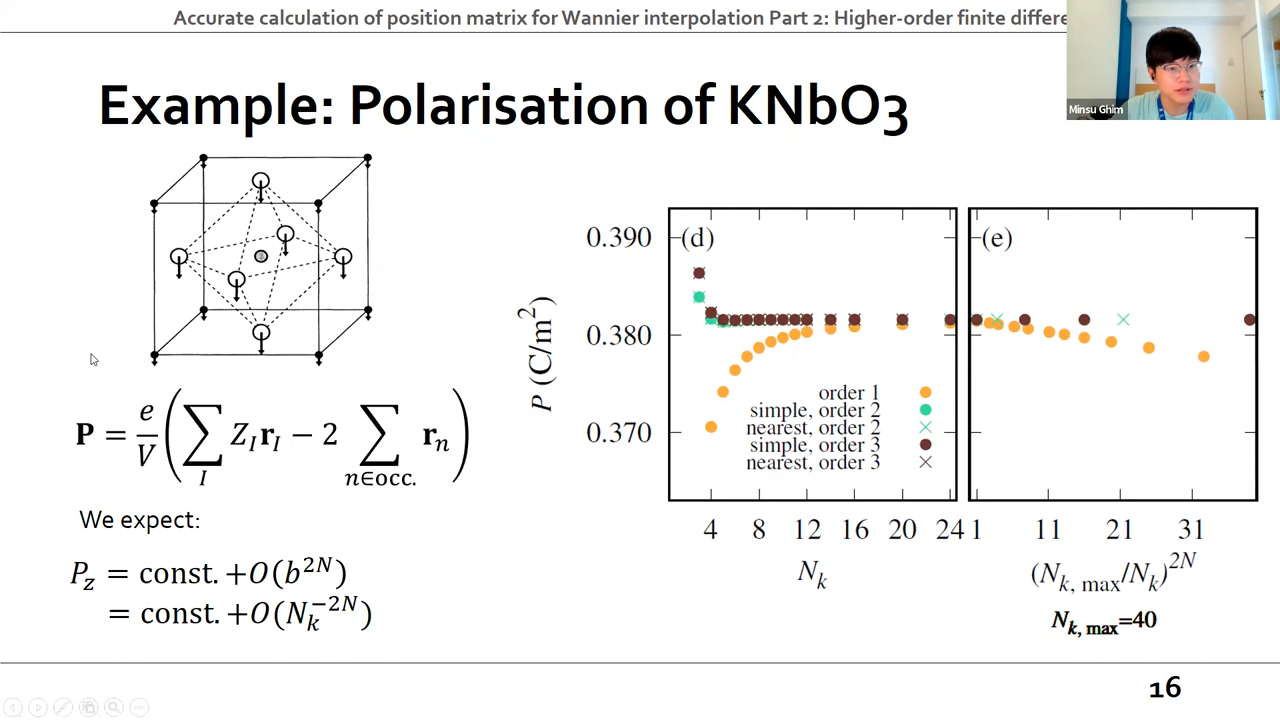 Accurate calculation of position matrix for Wannier interpolation Part 2: Higher-order finite differe
Minsu Ghim
Example: Polarisation of KNbO3
P = e/V ( ∑_I Z_I r_I − 2 ∑_{n∈occ.} r_n )
We expect:
P_z = const. +O(b^{2N})
= const. +O(N_k^{−2N})
P (C/m^2)
0.390
0.380
0.370
(d)
(e)
order 1
simple, order 2
nearest, order 2
simple, order 3
nearest, order 3
4 8 12 16 20 24
1 11 21 31
N_k
(N_{k, max}/N_k)^{2N}
N_{k, max}=40
16